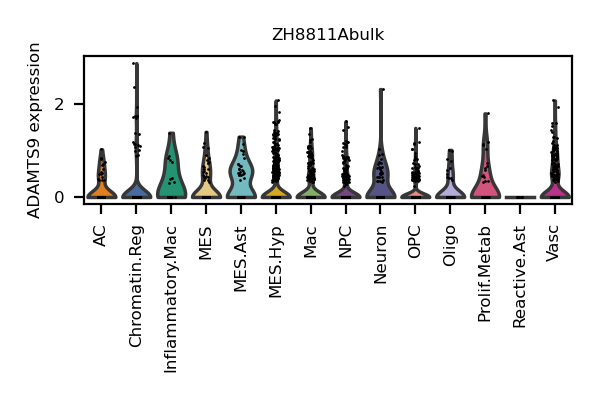 ZH8811Abulk
ADAMTS9 expression
2
0
AC
Chromatin.Reg
Inflammatory.Mac
MES
MES.Ast
MES.Hyp
Mac
NPC
Neuron
OPC
Oligo
Prolif.Metab
Reactive.Ast
Vasc